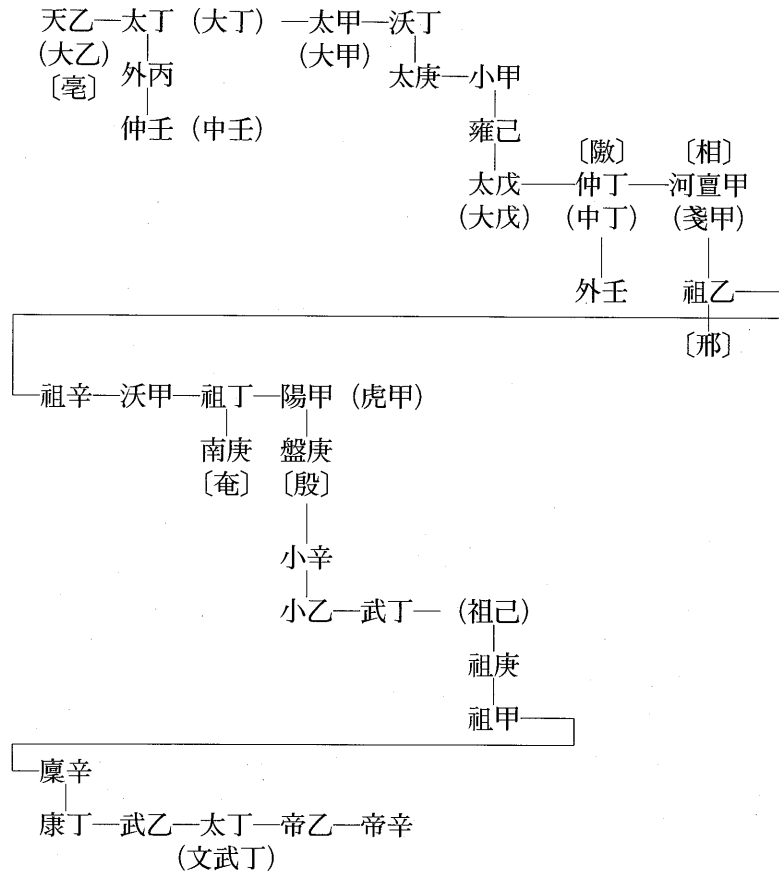 天乙 太丁 (大丁) 太甲 沃丁
(大乙) (大甲)
〔亳〕 外丙 太庚 小甲
仲壬 (中壬) 雍己
〔隞〕 〔相〕
太戊 仲丁 河亶甲
(大戊) (中丁) (戔甲)
外壬 祖乙
〔邢〕
祖辛 沃甲 祖丁 陽甲 (虎甲)
南庚 盤庚
〔奄〕 〔殷〕
小辛
小乙 武丁 (祖己)
祖庚
祖甲
廩辛
康丁 武乙 太丁 帝乙 帝辛
(文武丁)